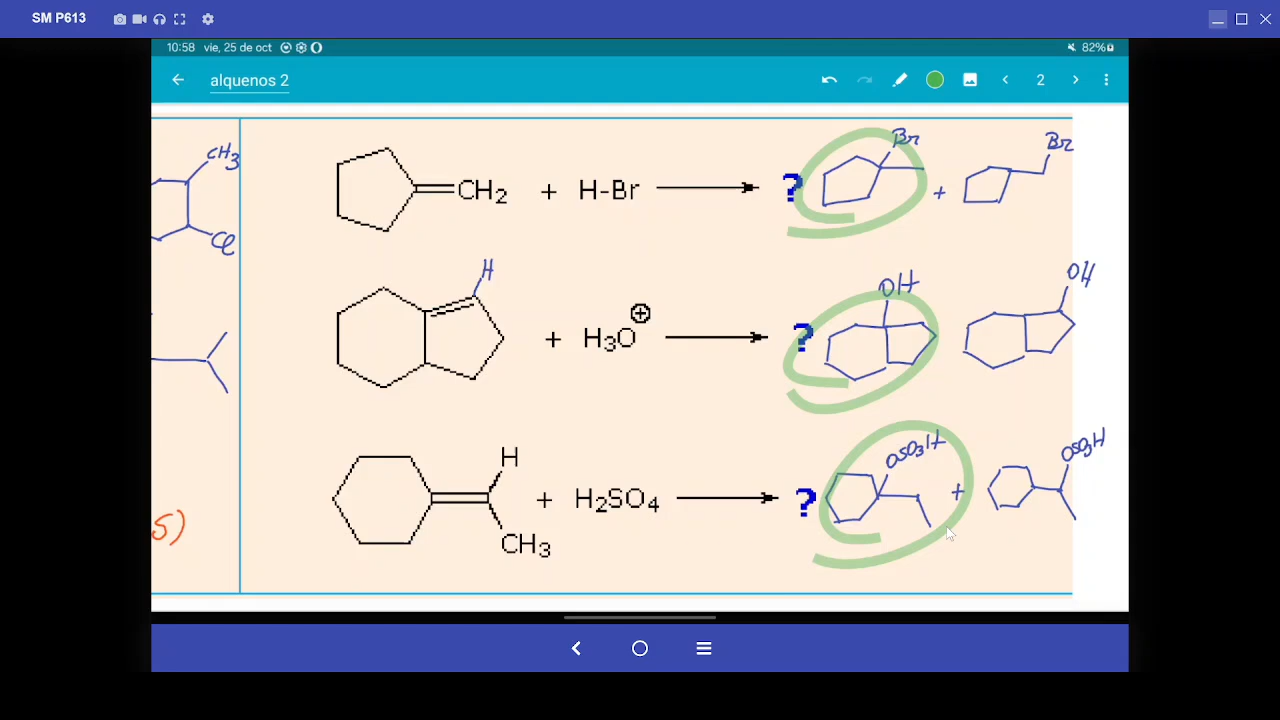 SM P613
10:58 vie, 25 de oct 82%
alquenos 2 2
CH3
Cl
CH2 + H-Br ? Br + Br
H
+ H3O ⊕ ? OH OH
H
+ H2SO4 ? OSO3H + OSO3H
CH3
5)